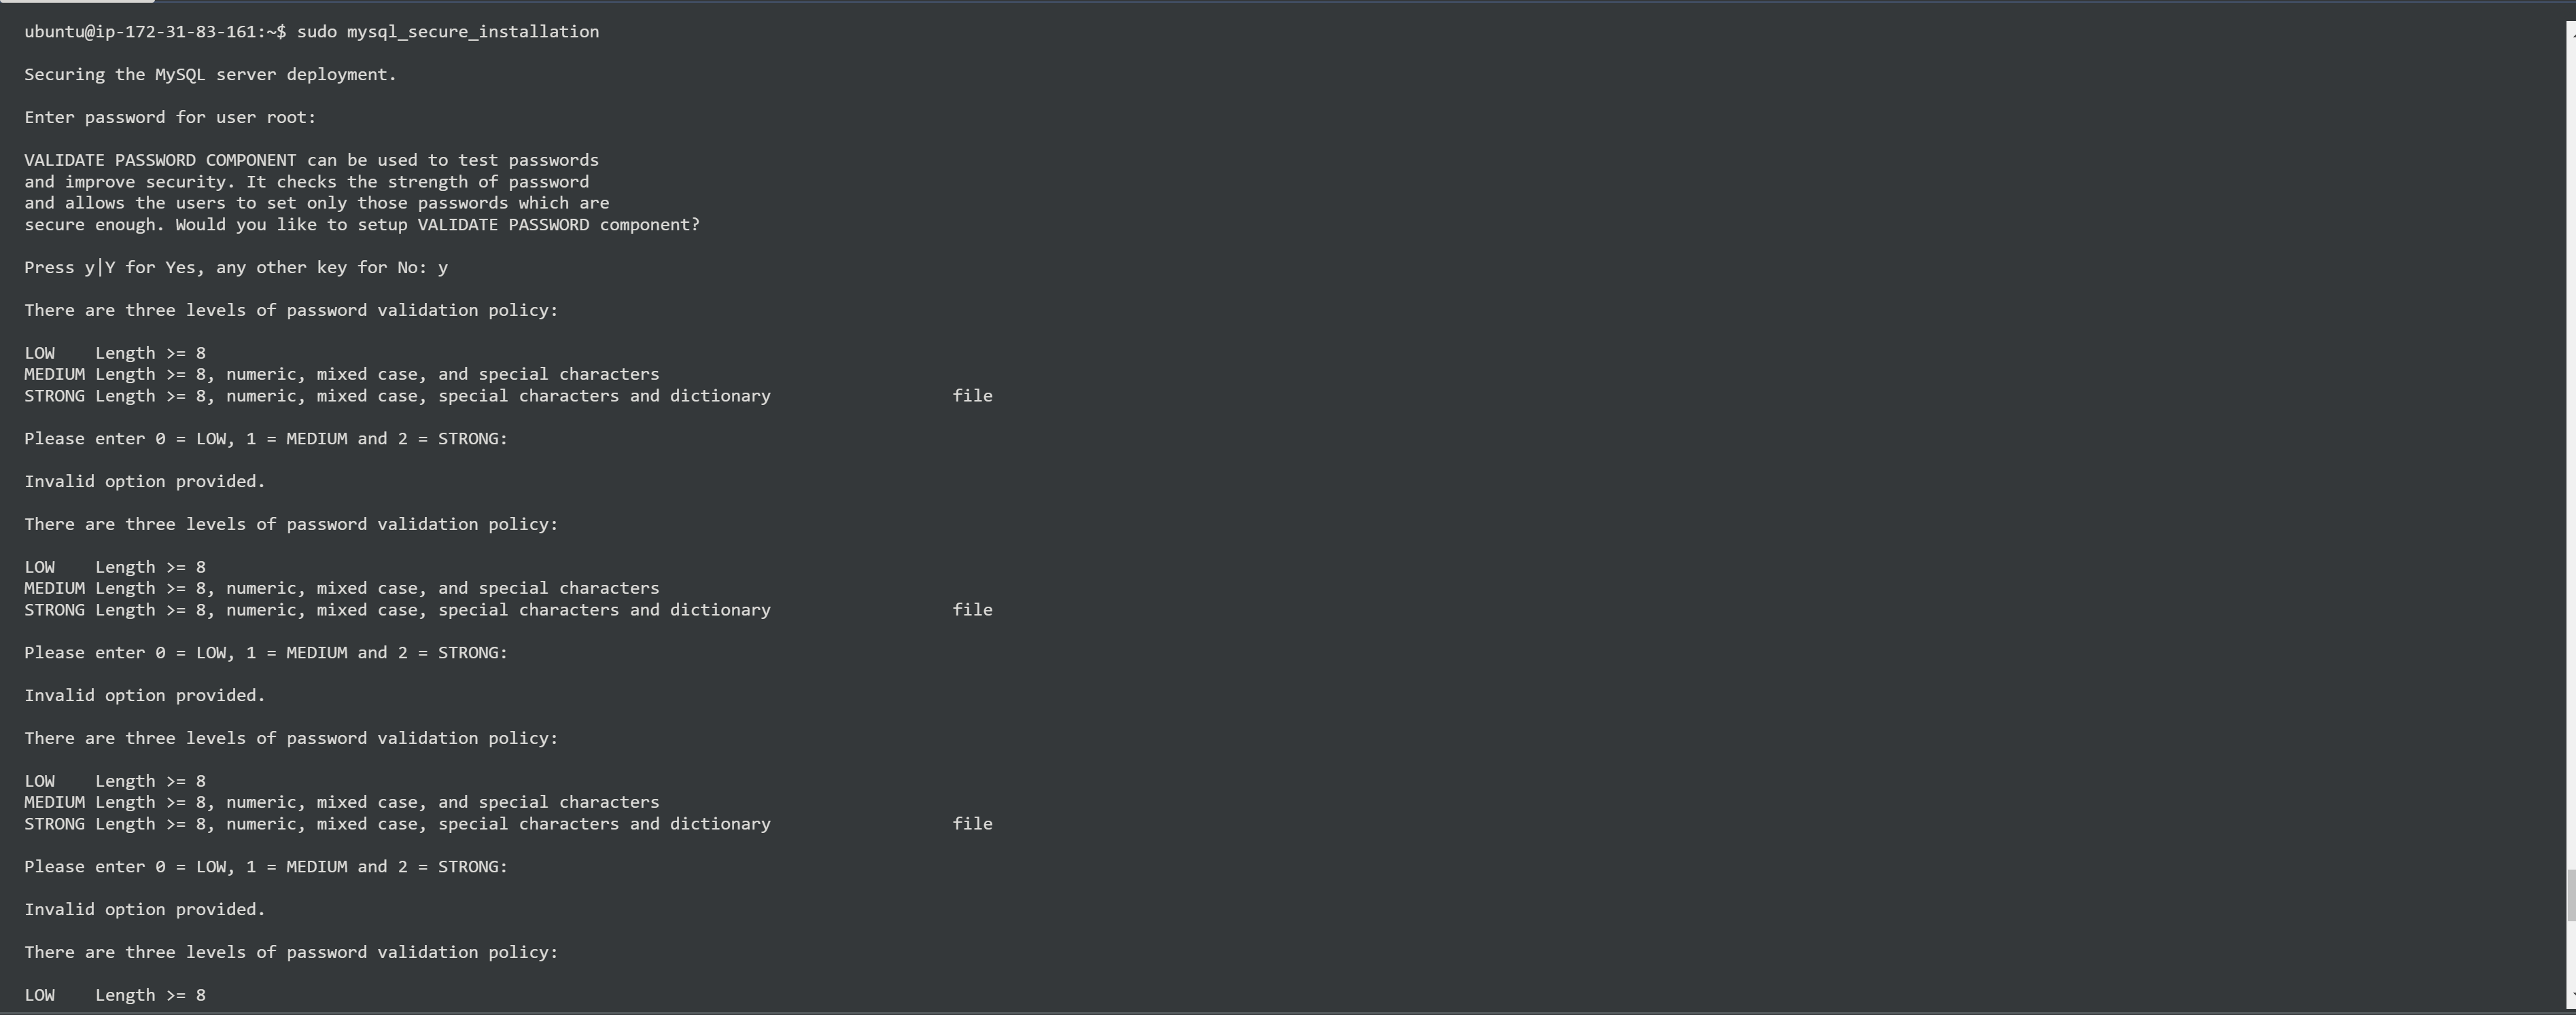 ubuntu@ip-172-31-83-161:~$ sudo mysql_secure_installation
Securing the MySQL server deployment.
Enter password for user root:
VALIDATE PASSWORD COMPONENT can be used to test passwords
and improve security. It checks the strength of password
and allows the users to set only those passwords which are
secure enough. Would you like to setup VALIDATE PASSWORD component?
Press y|Y for Yes, any other key for No: y
There are three levels of password validation policy:
LOW    Length >= 8
MEDIUM Length >= 8, numeric, mixed case, and special characters
STRONG Length >= 8, numeric, mixed case, special characters and dictionary                  file
Please enter 0 = LOW, 1 = MEDIUM and 2 = STRONG:
Invalid option provided.
There are three levels of password validation policy:
LOW    Length >= 8
MEDIUM Length >= 8, numeric, mixed case, and special characters
STRONG Length >= 8, numeric, mixed case, special characters and dictionary                  file
Please enter 0 = LOW, 1 = MEDIUM and 2 = STRONG:
Invalid option provided.
There are three levels of password validation policy:
LOW    Length >= 8
MEDIUM Length >= 8, numeric, mixed case, and special characters
STRONG Length >= 8, numeric, mixed case, special characters and dictionary                  file
Please enter 0 = LOW, 1 = MEDIUM and 2 = STRONG:
Invalid option provided.
There are three levels of password validation policy:
LOW    Length >= 8